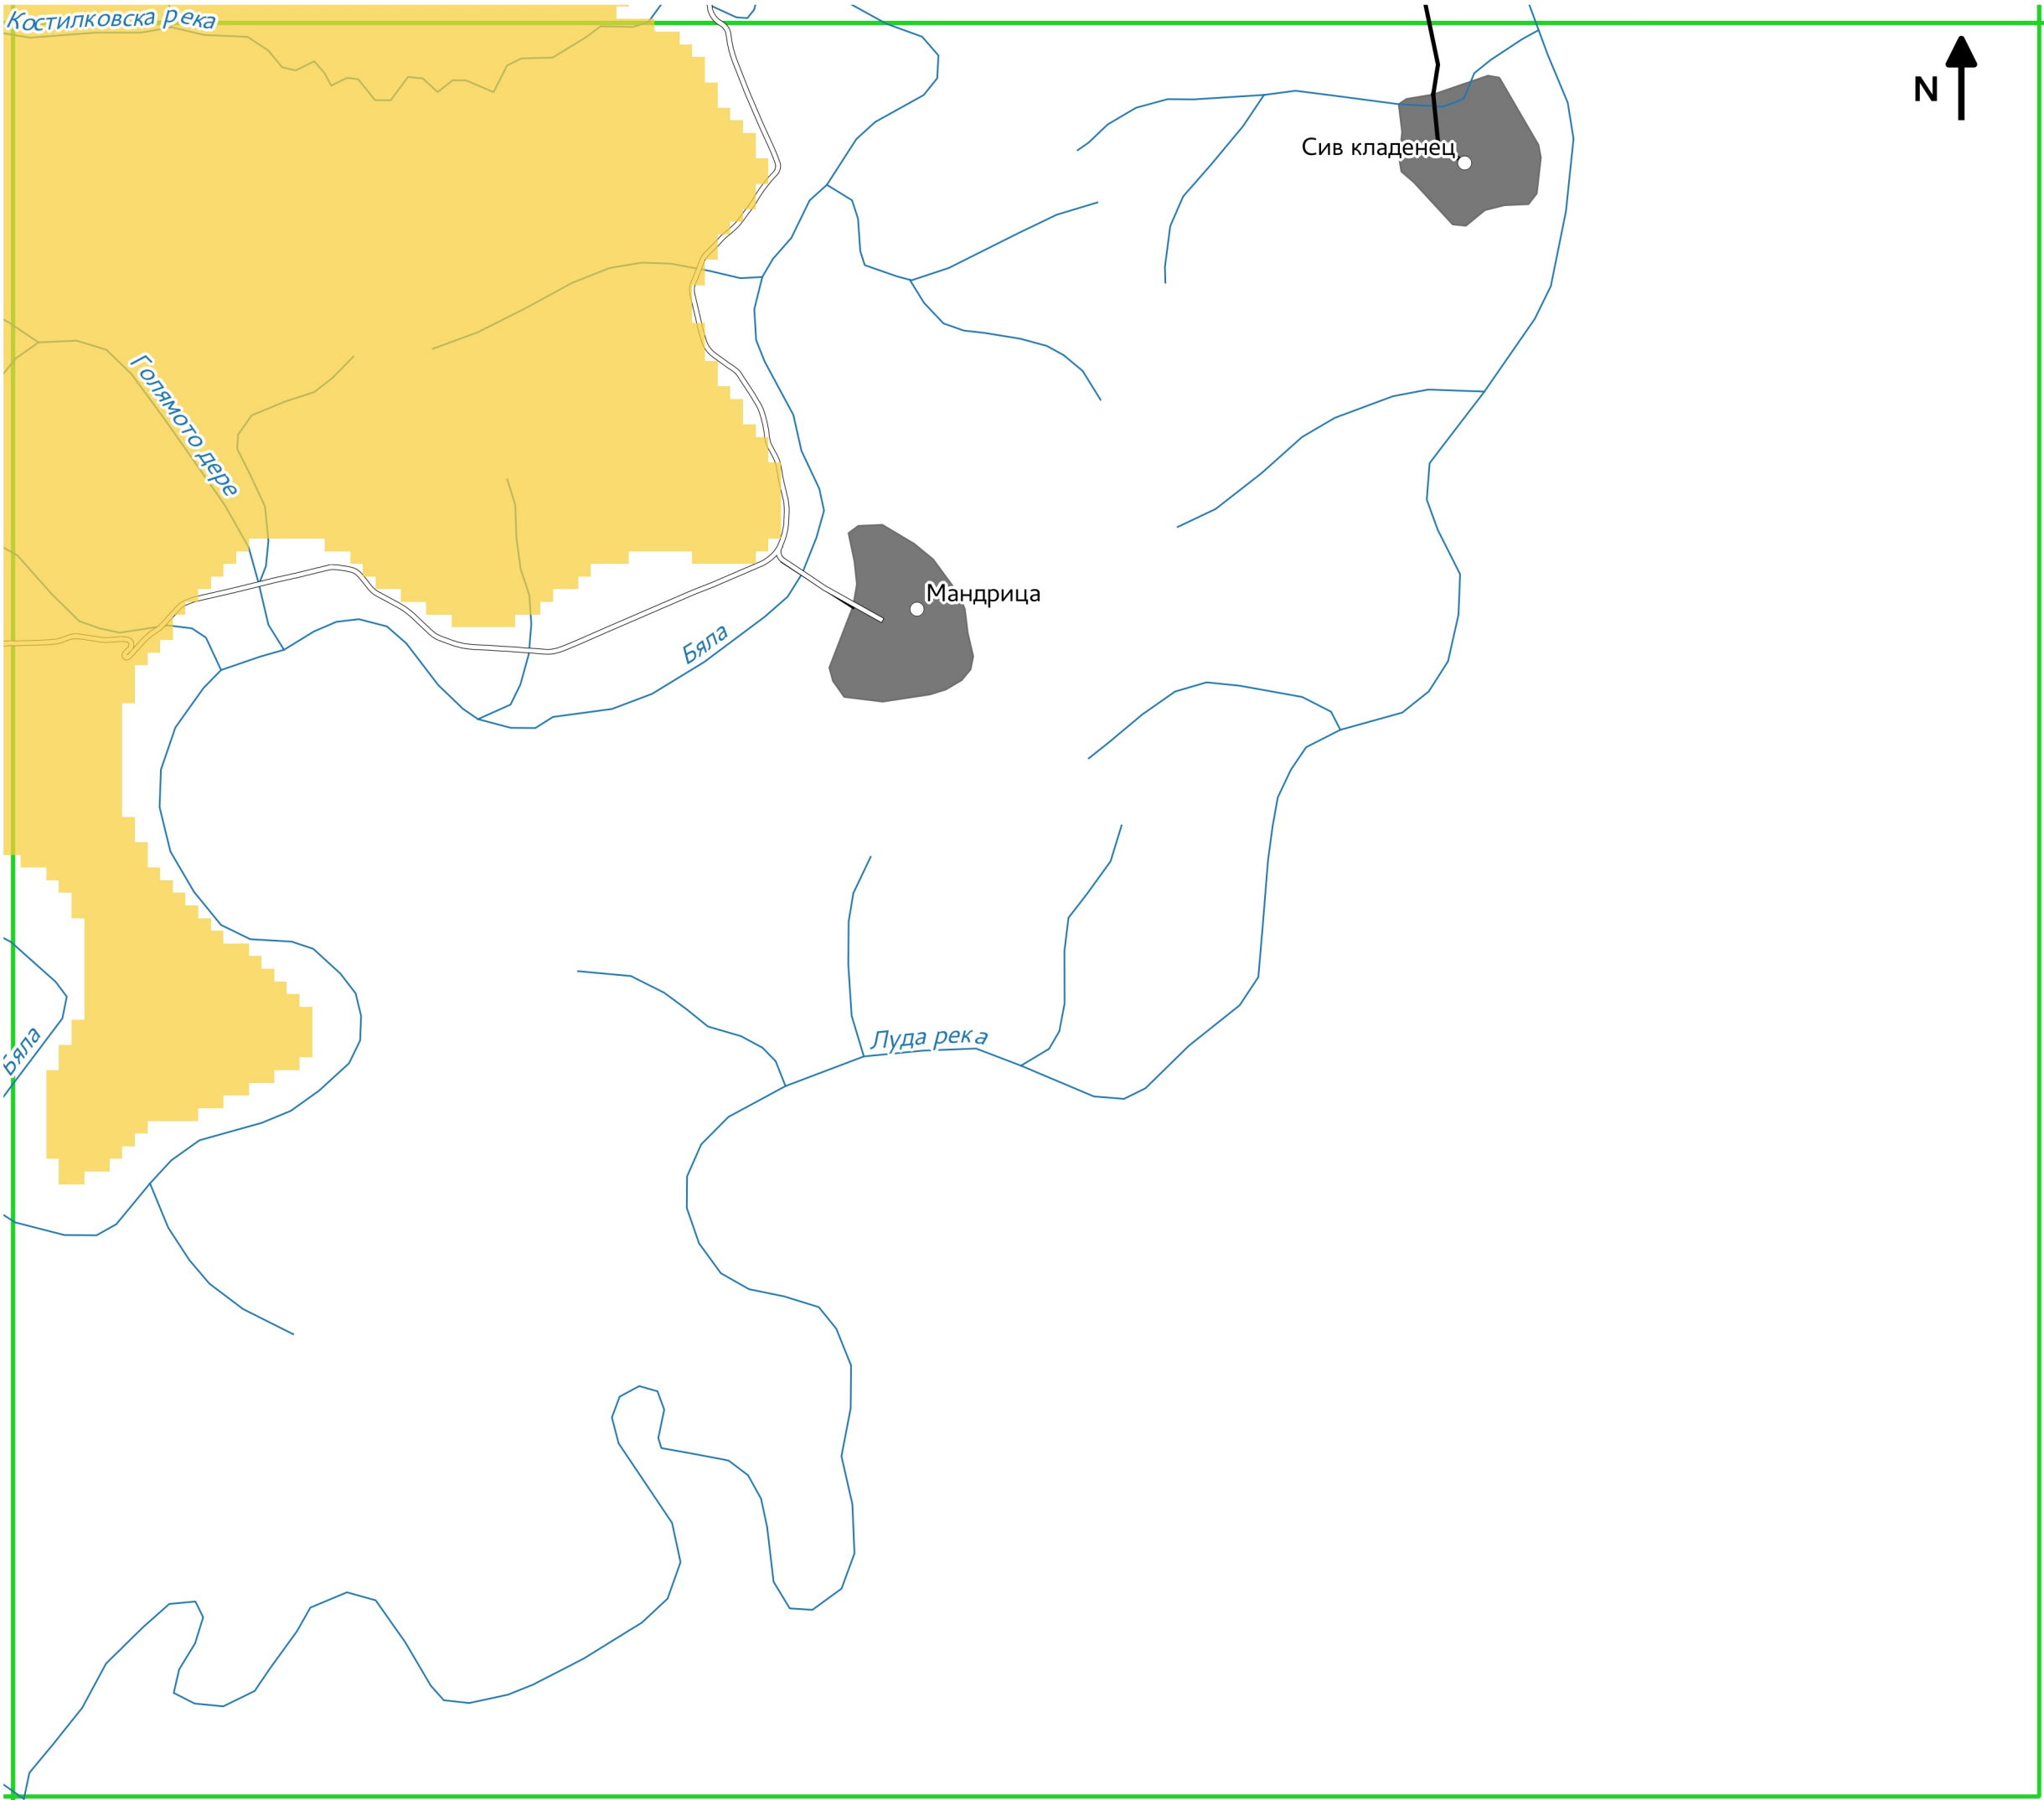 Костилковска река
N
Сив кладенец
Голямото дере
Мандрица
Бяла
Луда река
Бяла